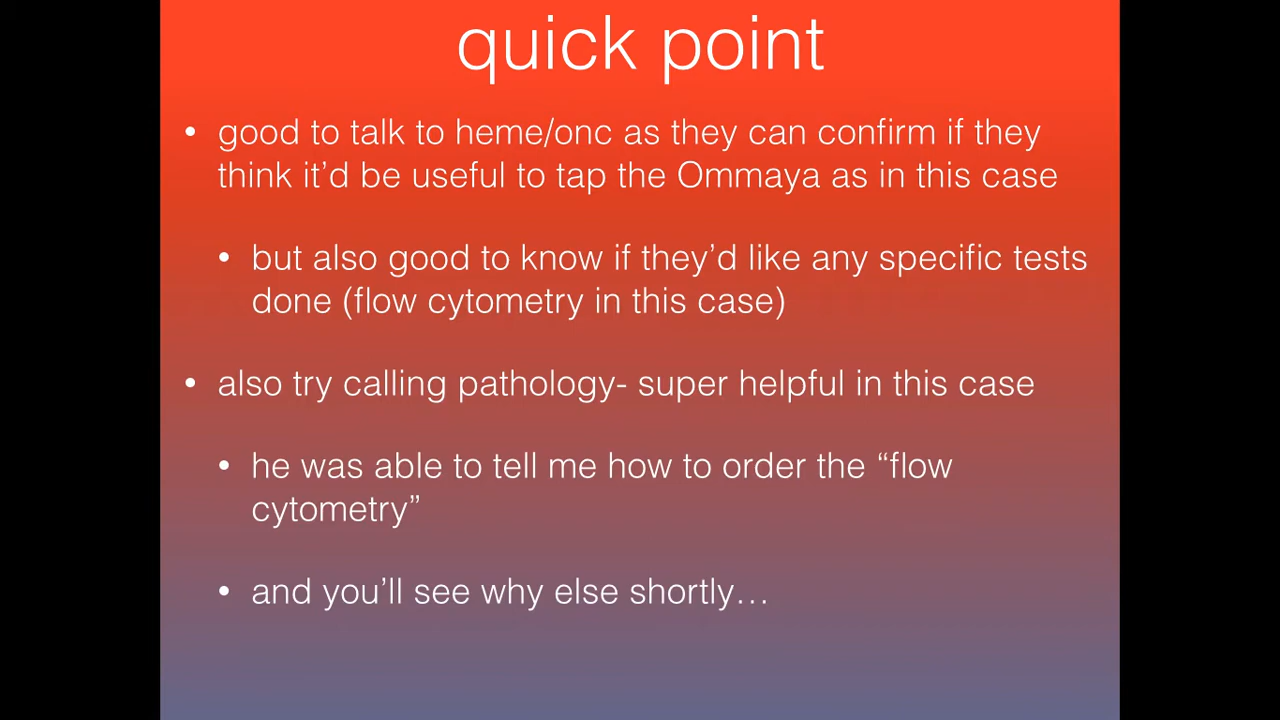 quick point
• good to talk to heme/onc as they can confirm if they
think it’d be useful to tap the Ommaya as in this case
• but also good to know if they’d like any specific tests
done (flow cytometry in this case)
• also try calling pathology- super helpful in this case
• he was able to tell me how to order the “flow
cytometry”
• and you’ll see why else shortly…